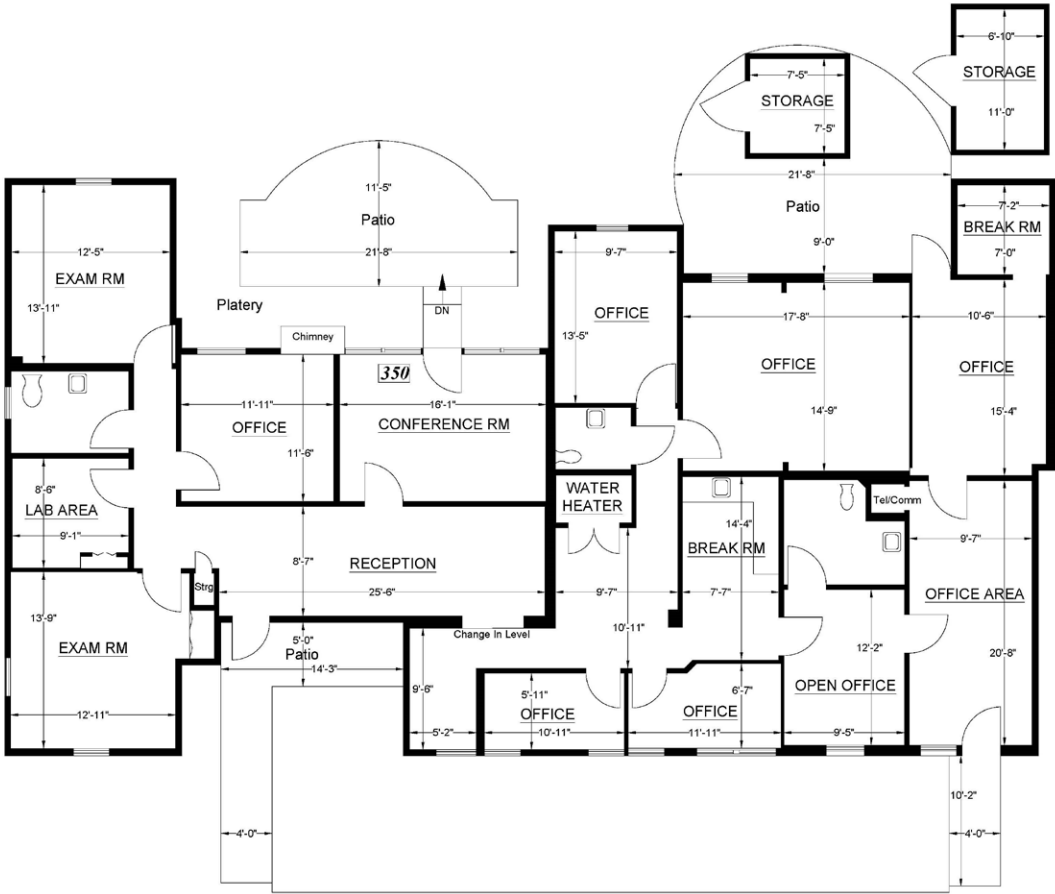 6'-10"
STORAGE
11'-0"
7'-5"
STORAGE
7'-5"
21'-8"
Patio
9'-0"
7'-2"
BREAK RM
7'-0"
11'-5"
Patio
21'-8"
DN
Platery
Chimney
12'-5"
EXAM RM
13'-11"
9'-7"
OFFICE
13'-5"
17'-8"
OFFICE
14'-9"
10'-6"
OFFICE
15'-4"
350
11'-11"
OFFICE
11'-6"
16'-1"
CONFERENCE RM
8'-6"
LAB AREA
9'-1"
WATER
HEATER
14'-4"
BREAK RM
7'-7"
Tel/Comm
9'-7"
OFFICE AREA
20'-8"
8'-7"
RECEPTION
25'-6"
Strg
9'-7"
10'-11"
13'-9"
EXAM RM
12'-11"
5'-0"
Patio
14'-3"
Change In Level
9'-6"
5'-2"
5'-11"
OFFICE
10'-11"
6'-7"
OFFICE
11'-11"
12'-2"
OPEN OFFICE
9'-5"
10'-2"
4'-0"
4'-0"